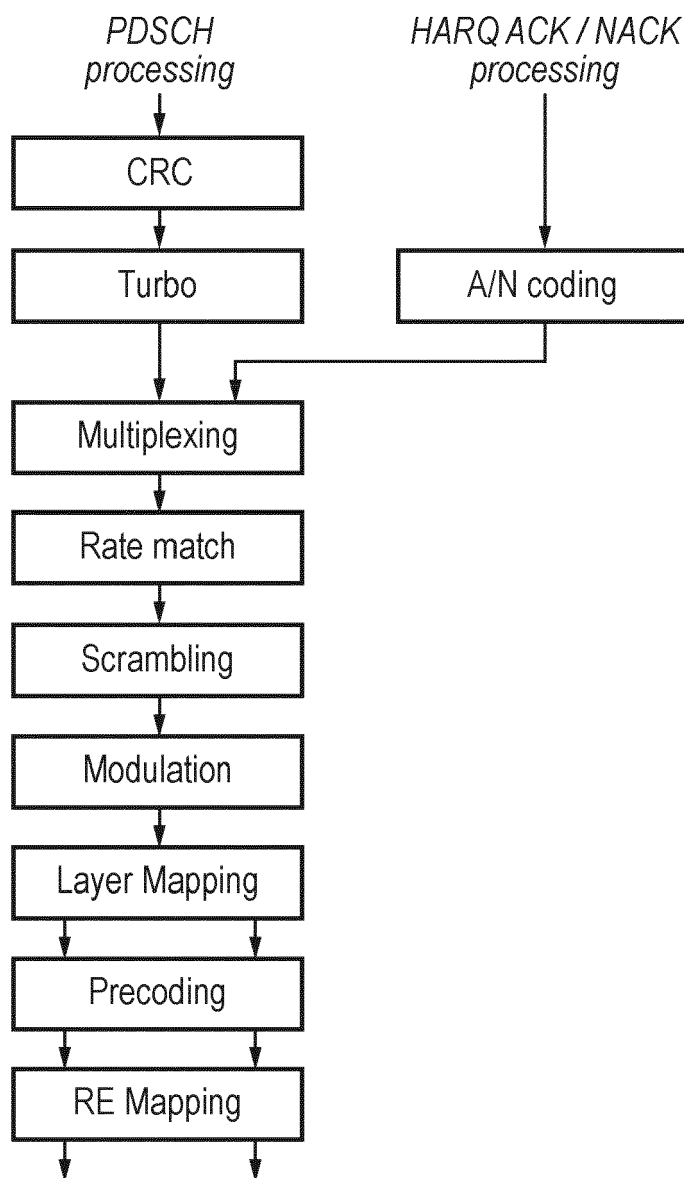 PDSCH
processing
HARQ ACK / NACK
processing
CRC
Turbo
A/N coding
Multiplexing
Rate match
Scrambling
Modulation
Layer Mapping
Precoding
RE Mapping